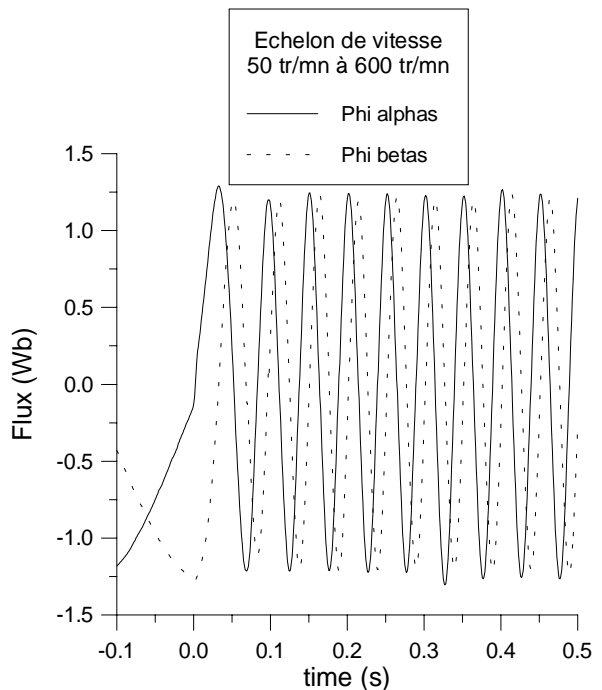 Echelon de vitesse
50 tr/mn à 600 tr/mn
Phi alphas
Phi betas
1.5
1.0
0.5
0.0
-0.5
-1.0
-1.5
Flux (Wb)
-0.1 0.0 0.1 0.2 0.3 0.4 0.5
time (s)